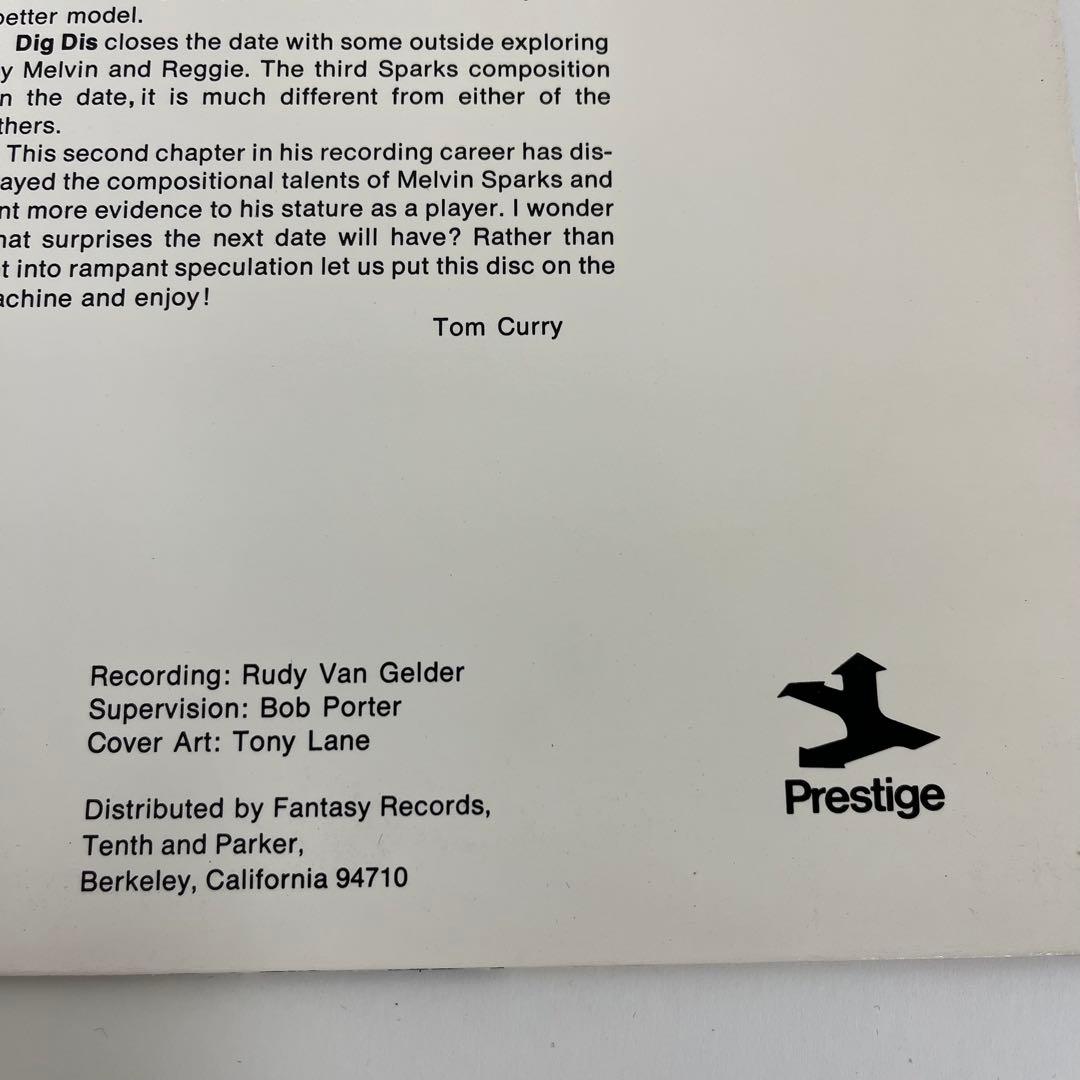 better model.
Dig Dis closes the date with some outside exploring
y Melvin and Reggie. The third Sparks composition
n the date, it is much different from either of the
thers.
This second chapter in his recording career has dis-
ayed the compositional talents of Melvin Sparks and
nt more evidence to his stature as a player. I wonder
hat surprises the next date will have? Rather than
t into rampant speculation let us put this disc on the
achine and enjoy!
Tom Curry
Recording: Rudy Van Gelder
Supervision: Bob Porter
Cover Art: Tony Lane
Distributed by Fantasy Records,
Tenth and Parker,
Berkeley, California 94710
Prestige